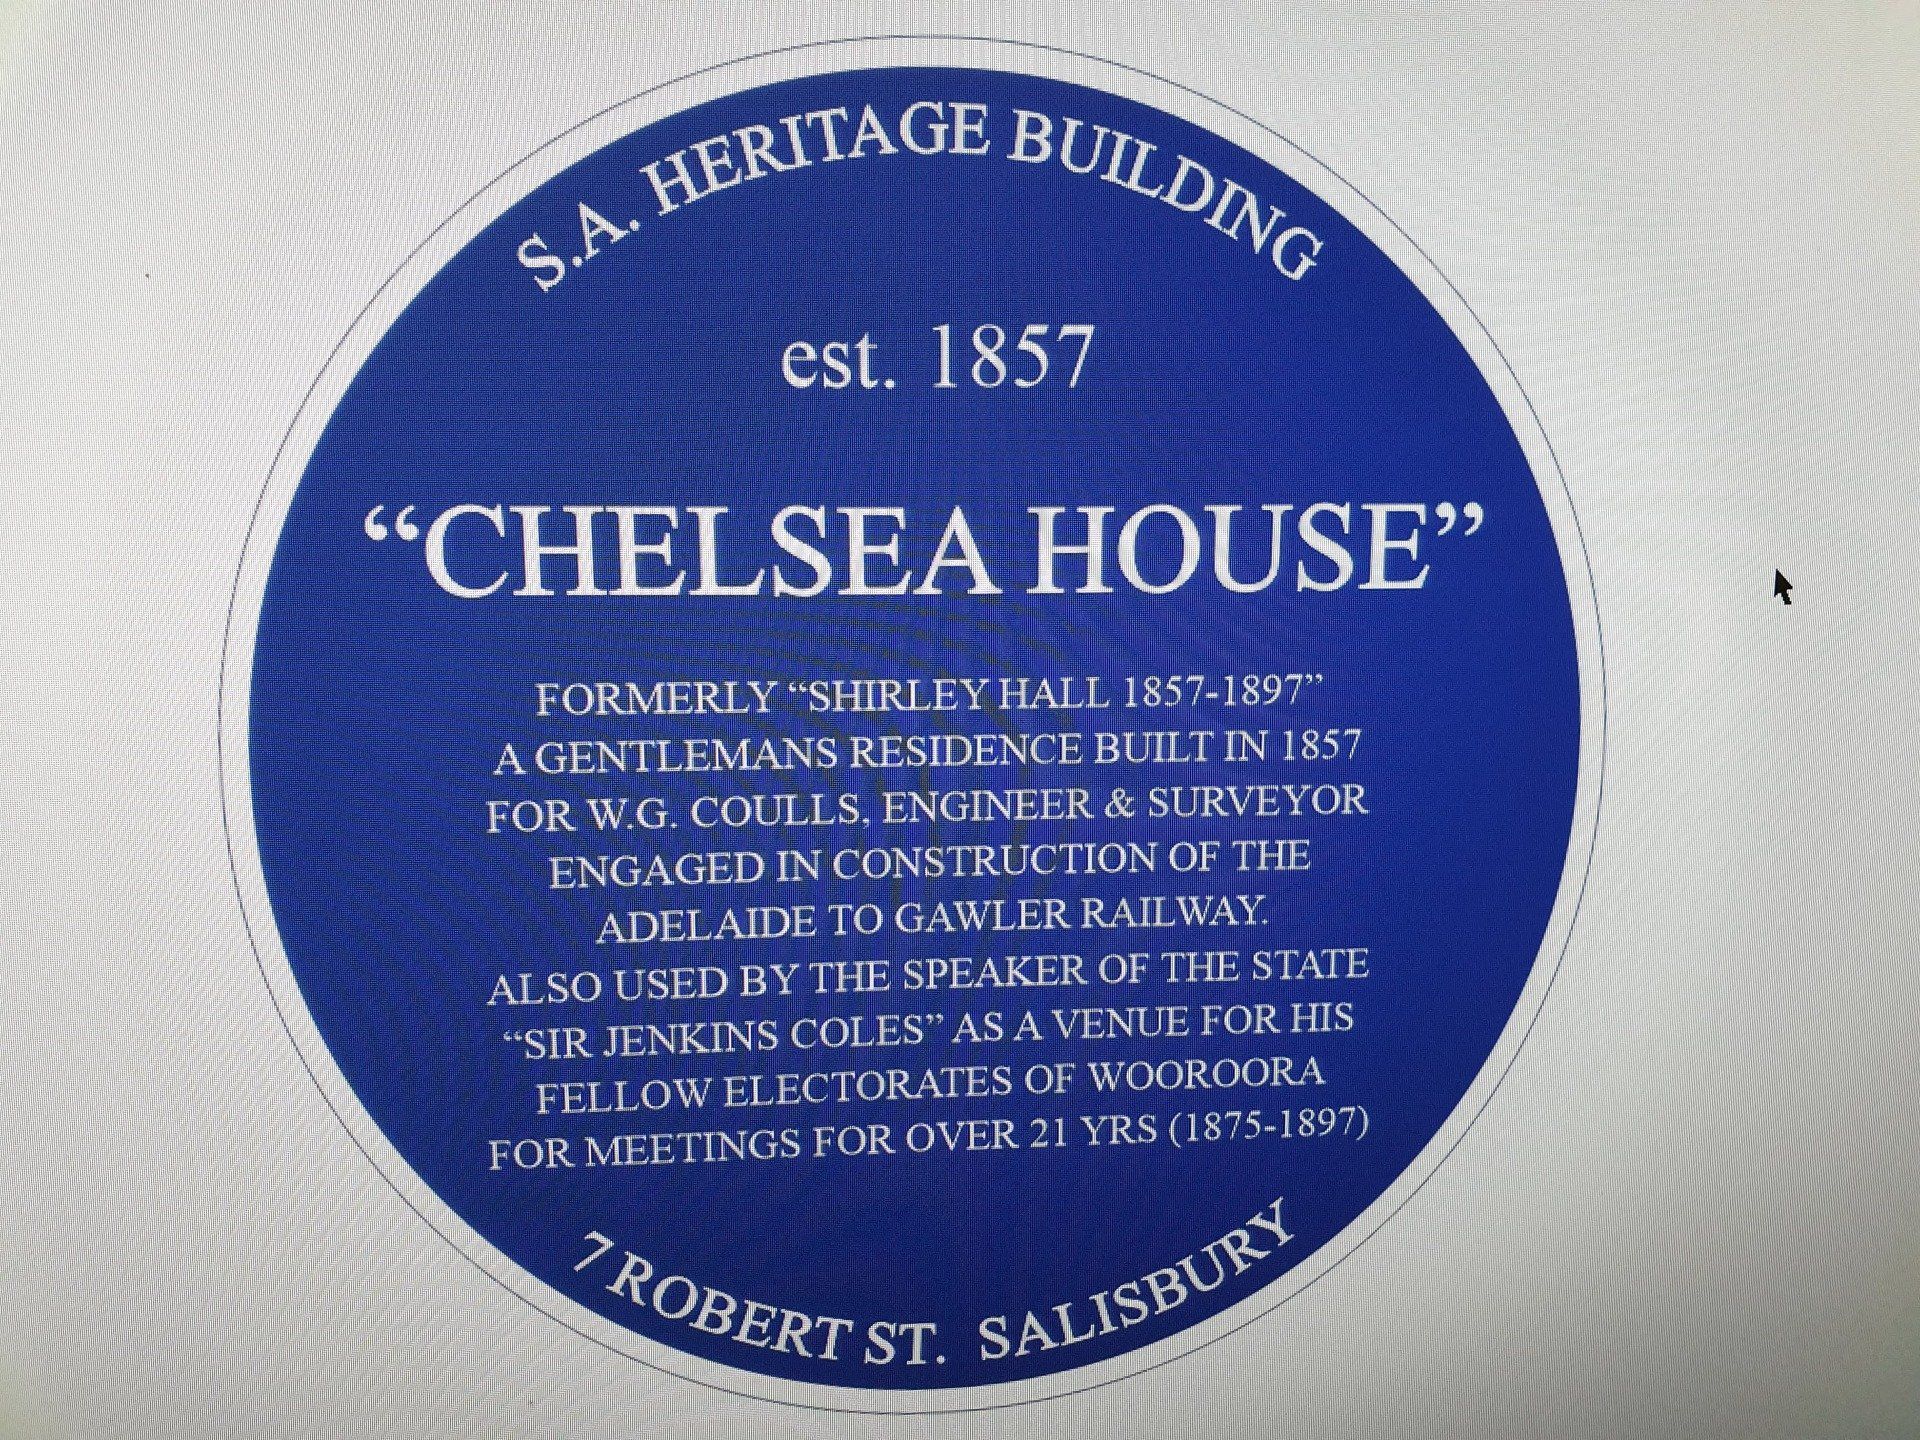 S.A. HERITAGE BUILDING
est. 1857
“CHELSEA HOUSE”
FORMERLY “SHIRLEY HALL 1857-1897”
A GENTLEMANS RESIDENCE BUILT IN 1857
FOR W.G. COULLS, ENGINEER & SURVEYOR
ENGAGED IN CONSTRUCTION OF THE
ADELAIDE TO GAWLER RAILWAY.
ALSO USED BY THE SPEAKER OF THE STATE
“SIR JENKINS COLES” AS A VENUE FOR HIS
FELLOW ELECTORATES OF WOOROORA
FOR MEETINGS FOR OVER 21 YRS (1875-1897)
7 ROBERT ST. SALISBURY